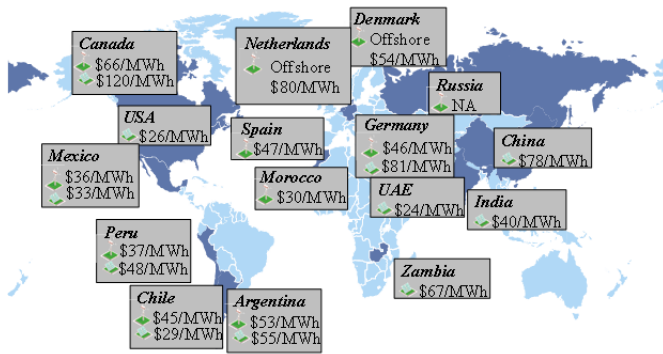 Canada
$66/MWh
$120/MWh
Netherlands
Offshore
$80/MWh
Denmark
Offshore
$54/MWh
Russia
NA
USA
$26/MWh
Spain
$47/MWh
Germany
$46/MWh
$81/MWh
China
$78/MWh
Mexico
$36/MWh
$33/MWh
Morocco
$30/MWh
UAE
$24/MWh
India
$40/MWh
Peru
$37/MWh
$48/MWh
Zambia
$67/MWh
Chile
$45/MWh
$29/MWh
Argentina
$53/MWh
$55/MWh